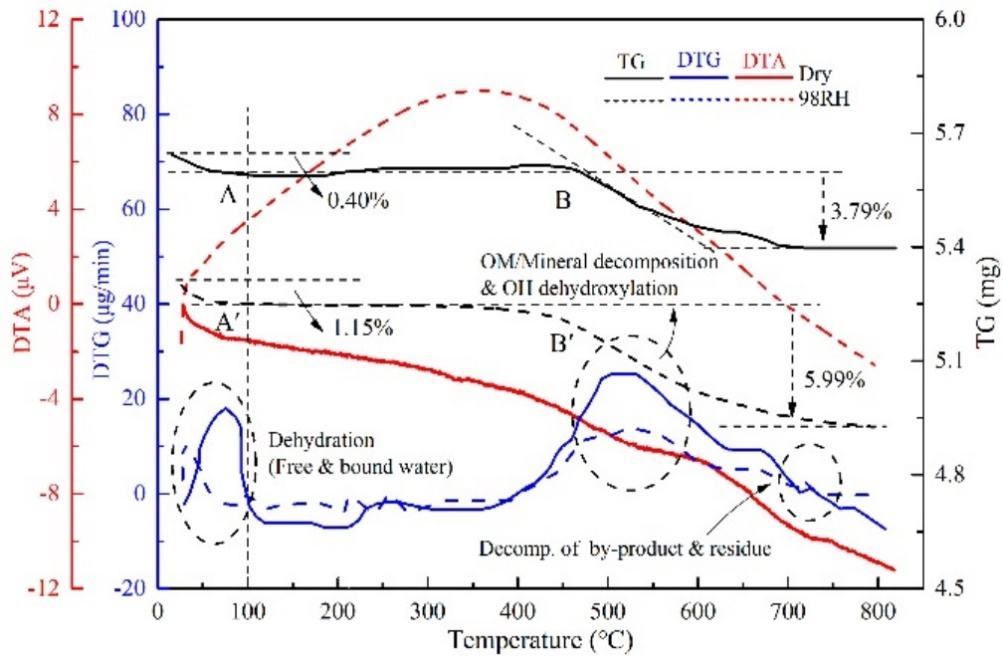 12
8
4
0
-4
-8
-12
DTA (μV)
100
80
60
40
20
0
-20
DTG (μg/min)
6.0
5.7
5.4
5.1
4.8
4.5
TG (mg)
TG DTG DTA
Dry
98RH
A
0.40%
B
3.79%
OM/Mineral decomposition
& OH dehydroxylation
A'
1.15%
B'
5.99%
Dehydration
(Free & bound water)
Decomp. of by-product & residue
0 100 200 300 400 500 600 700 800
Temperature (°C)